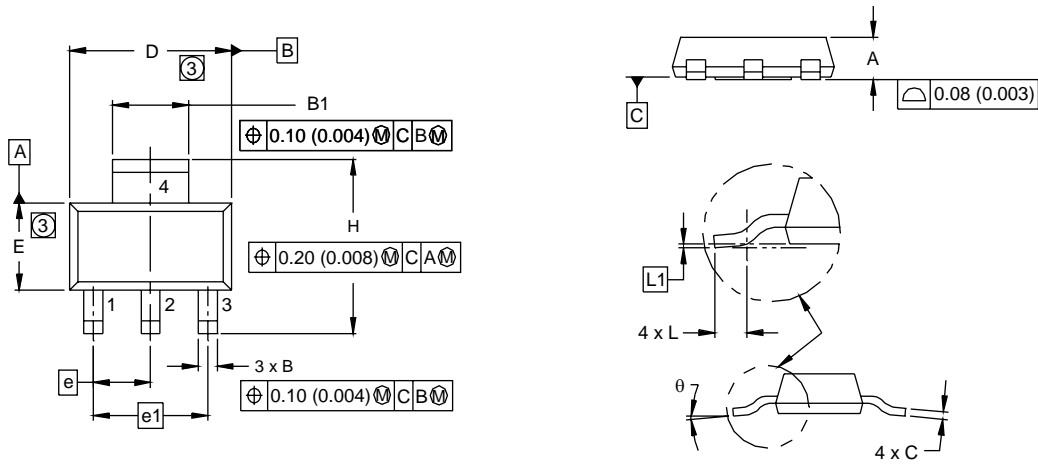 D
B
3
B1
⌖ 0.10 (0.004) Ⓜ C B Ⓜ
A
4
3
E
H
⌖ 0.20 (0.008) Ⓜ C A Ⓜ
1 2 3
3 x B
e
⌖ 0.10 (0.004) Ⓜ C B Ⓜ
e1
A
C
⌓ 0.08 (0.003)
L1
4 x L
θ
4 x C